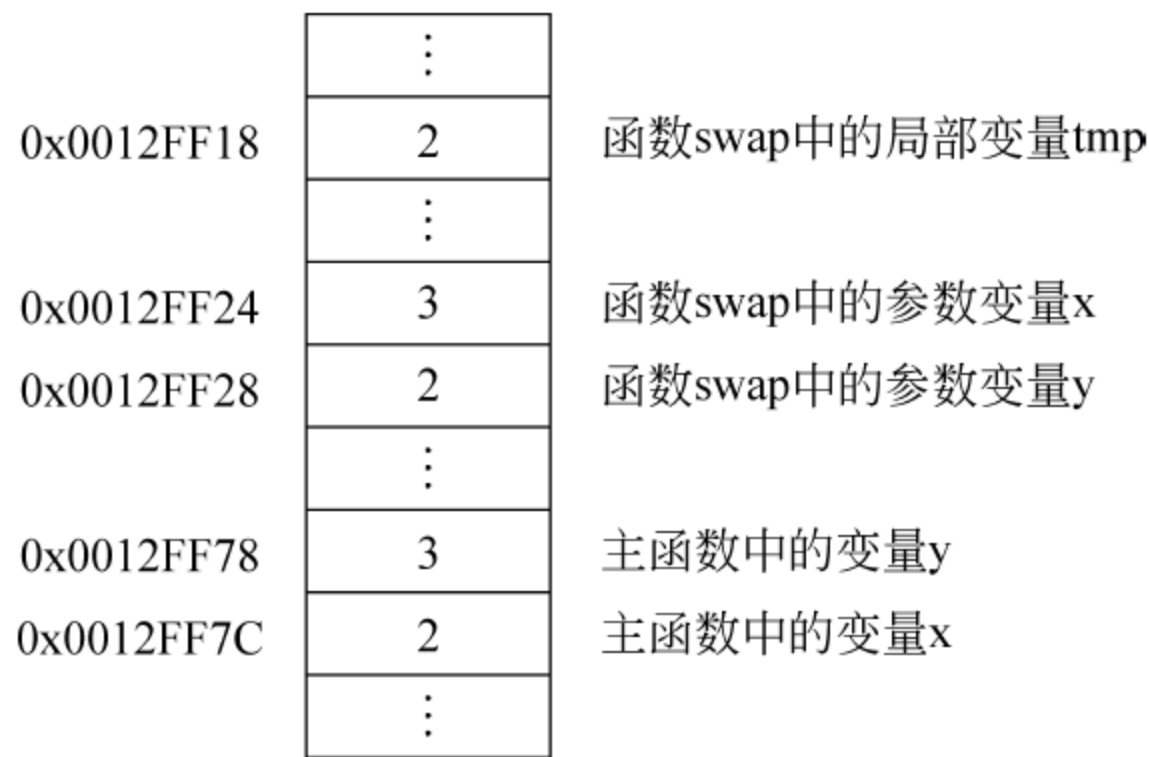 ⋮
0x0012FF18 2 函数swap中的局部变量tmp
⋮
0x0012FF24 3 函数swap中的参数变量x
0x0012FF28 2 函数swap中的参数变量y
⋮
0x0012FF78 3 主函数中的变量y
0x0012FF7C 2 主函数中的变量x
⋮